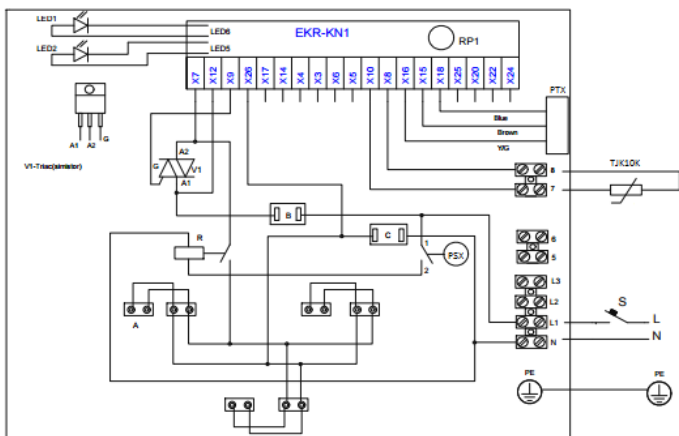 LED1
LED6
LED2
LED5
EKR-KN1
RP1
X7 X12 X9 X26 X17 X14 X4 X3 X6 X5 X10 X8 X16 X15 X18 X25 X20 X22 X24
PTX
Blue
Brown
Y/G
A1 A2 G
V1-Triac(simistor)
A2
G V1
A1
8
TJK10K
7
B
C
R
1
PSX
2
6
5
L3
L2
L1
S
L
N
N
A
PE
PE